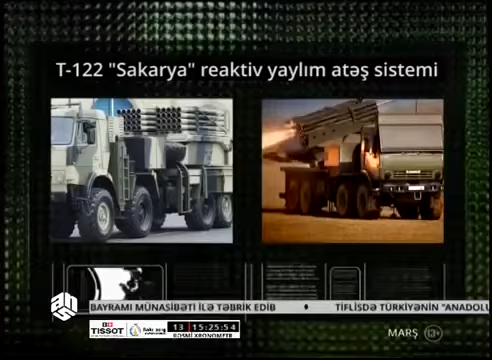 T-122 "Sakarya" reaktiv yaylım atəş sistemi
BAYRAMI MÜNASİBƏTİ İLƏ TƏBRİK EDİB ♦ TİFLİSDƏ TÜRKİYƏNİN "ANADOLU
TISSOT
13 15:25:54
RƏSMİ XRONOMETR
MARŞ 13+